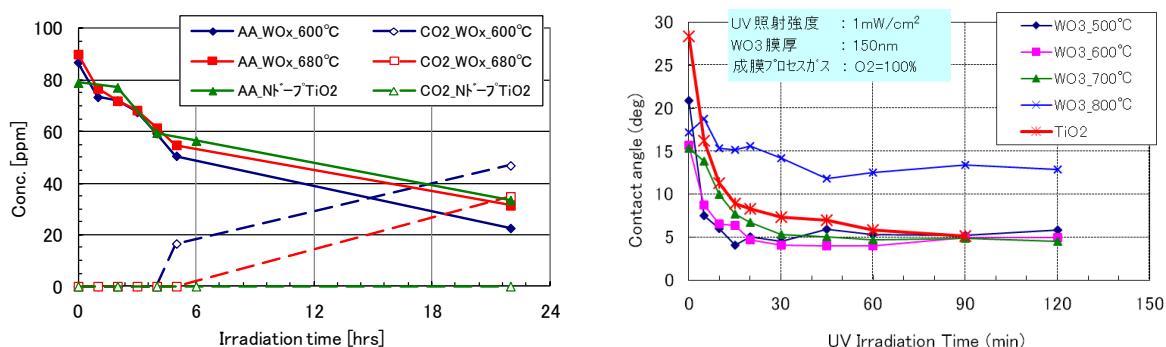 100
80
60
40
20
0
Conc. [ppm]
0
6
12
18
24
Irradiation time [hrs]
AA_WOx_600℃
CO2_WOx_600℃
AA_WOx_680℃
CO2_WOx_680℃
AA_NﾄﾞｰﾌﾟTiO2
CO2_NﾄﾞｰﾌﾟTiO2
30
25
20
15
10
5
0
Contact angle (deg)
0
30
60
90
120
150
UV Irradiation Time (min)
UV照射強度 : 1mW/cm²
WO3膜厚 : 150nm
成膜ﾌﾟﾛｾｽｶﾞｽ : O2=100%
WO3_500℃
WO3_600℃
WO3_700℃
WO3_800℃
TiO2